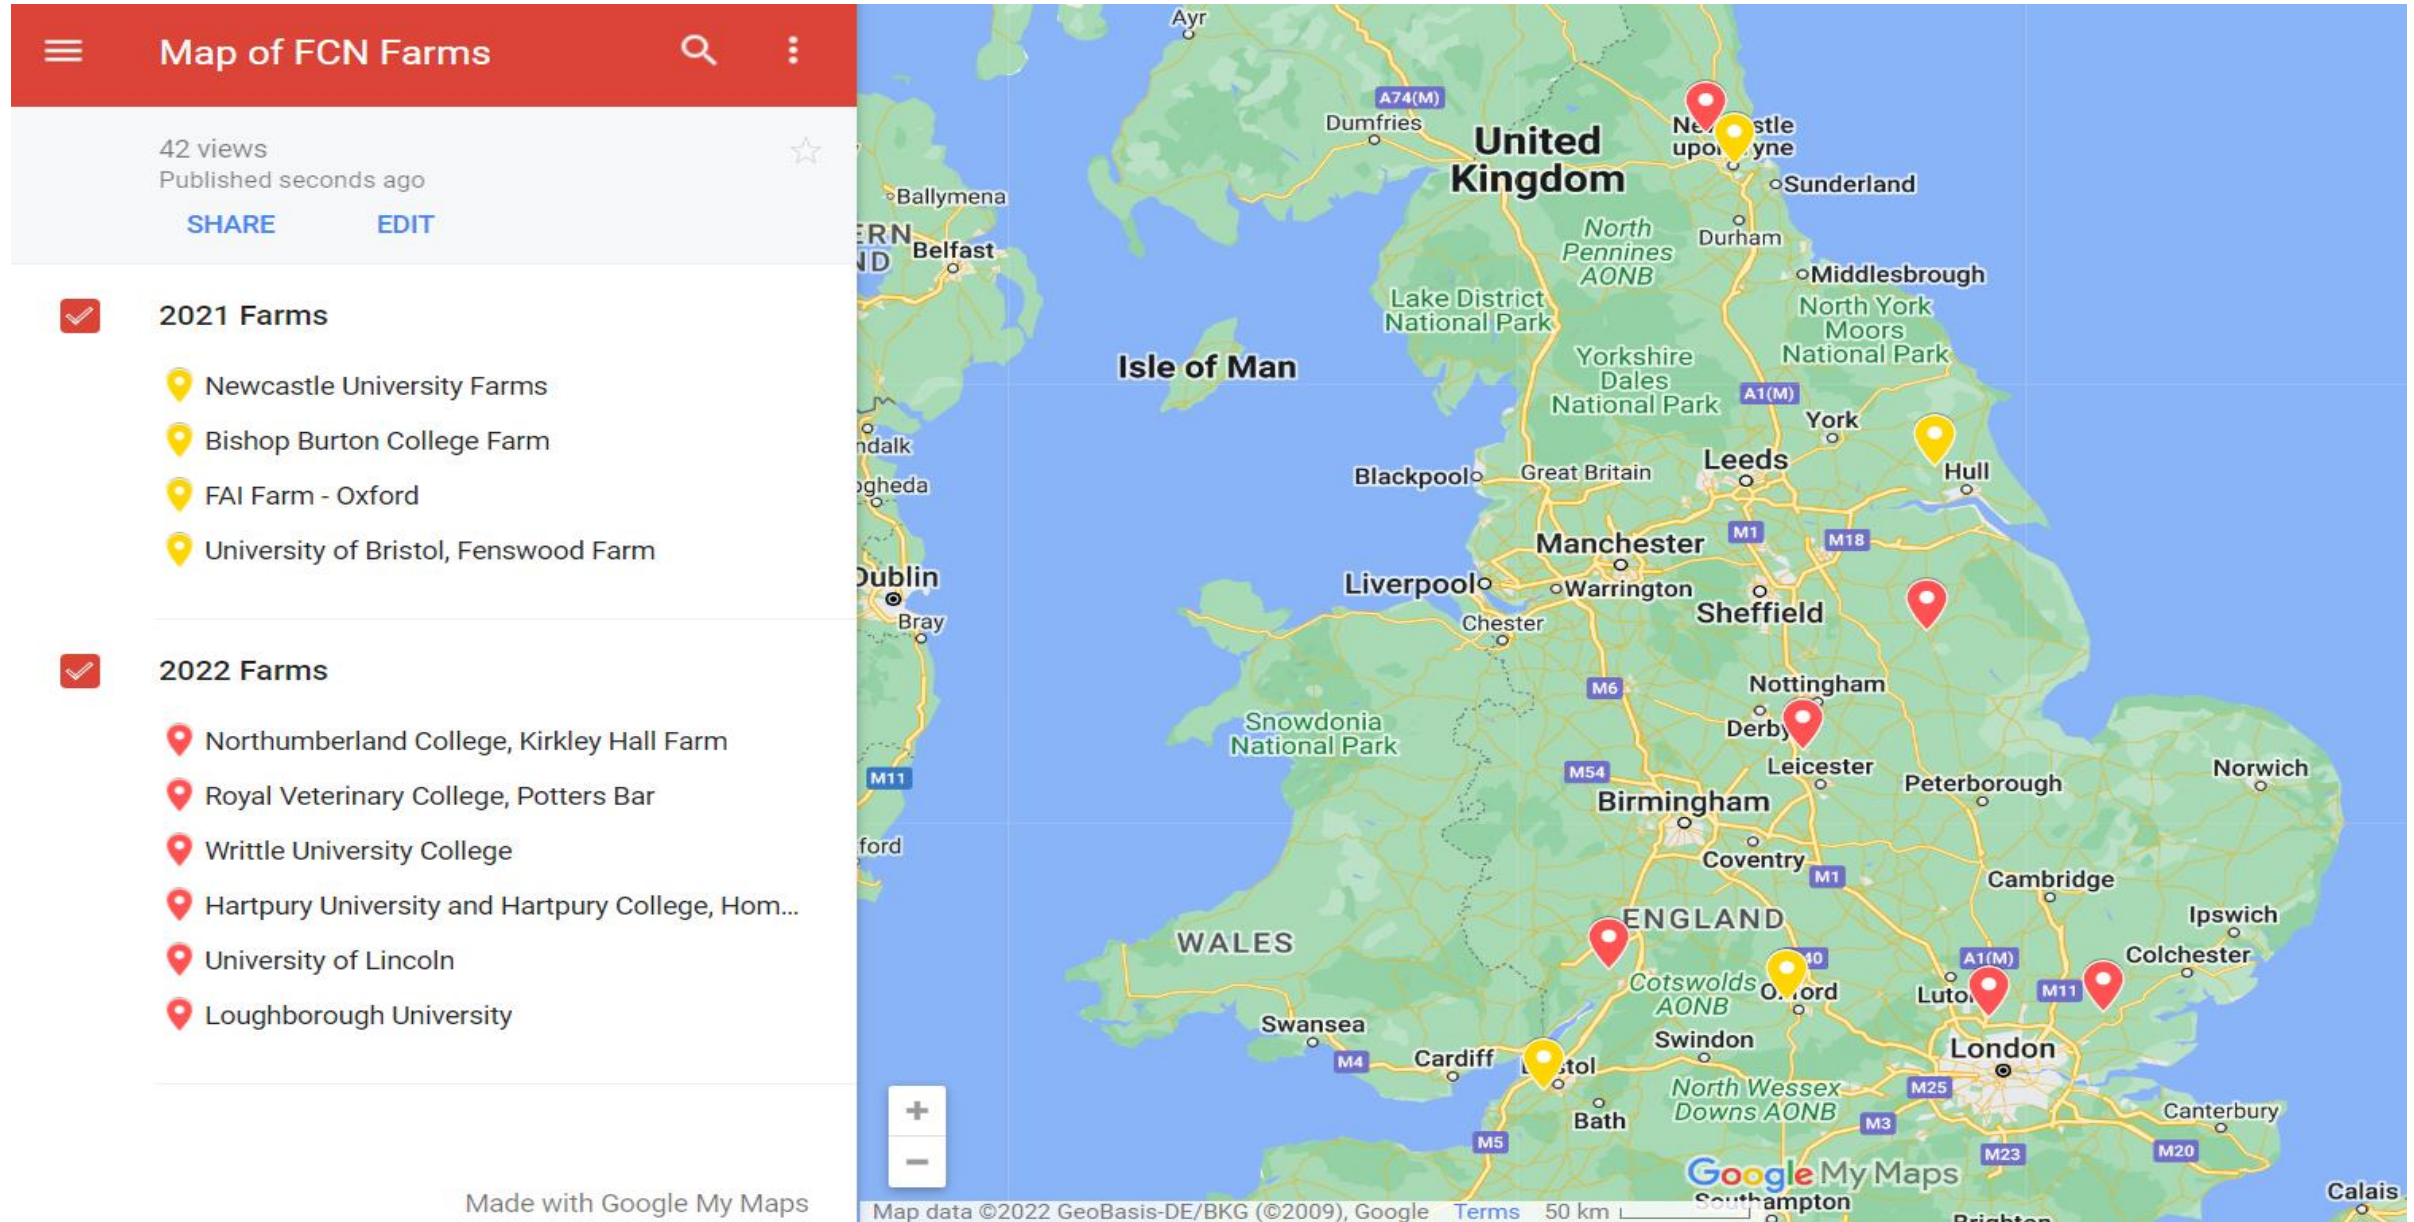 Map of FCN Farms
42 views
Published seconds ago
SHARE EDIT
2021 Farms
Newcastle University Farms
Bishop Burton College Farm
FAI Farm - Oxford
University of Bristol, Fenswood Farm
2022 Farms
Northumberland College, Kirkley Hall Farm
Royal Veterinary College, Potters Bar
Writtle University College
Hartpury University and Hartpury College, Hom...
University of Lincoln
Loughborough University
Made with Google My Maps
Ayr
A74(M)
Dumfries
United
Kingdom
Sunderland
Ballymena
Belfast
North
Pennines
AONB
Durham
Middlesbrough
Lake District
National Park
North York
Moors
National Park
Isle of Man
Yorkshire
Dales
National Park
A1(M)
York
Blackpool
Great Britain
Leeds
Hull
Manchester
M1
M18
Dublin
Liverpool
Warrington
Sheffield
Bray
Chester
M6
Nottingham
Derby
Snowdonia
National Park
M11
M54
Leicester
Peterborough
Norwich
Birmingham
Coventry
M1
Cambridge
ENGLAND
Ipswich
WALES
Colchester
A1(M)
Cotswolds
AONB
M11
Swansea
Swindon
London
M4
Cardiff
North Wessex
Downs AONB
M25
Bath
M3
Canterbury
M5
M23
M20
Google My Maps
Southampton
Calais
Map data ©2022 GeoBasis-DE/BKG (©2009), Google Terms 50 km